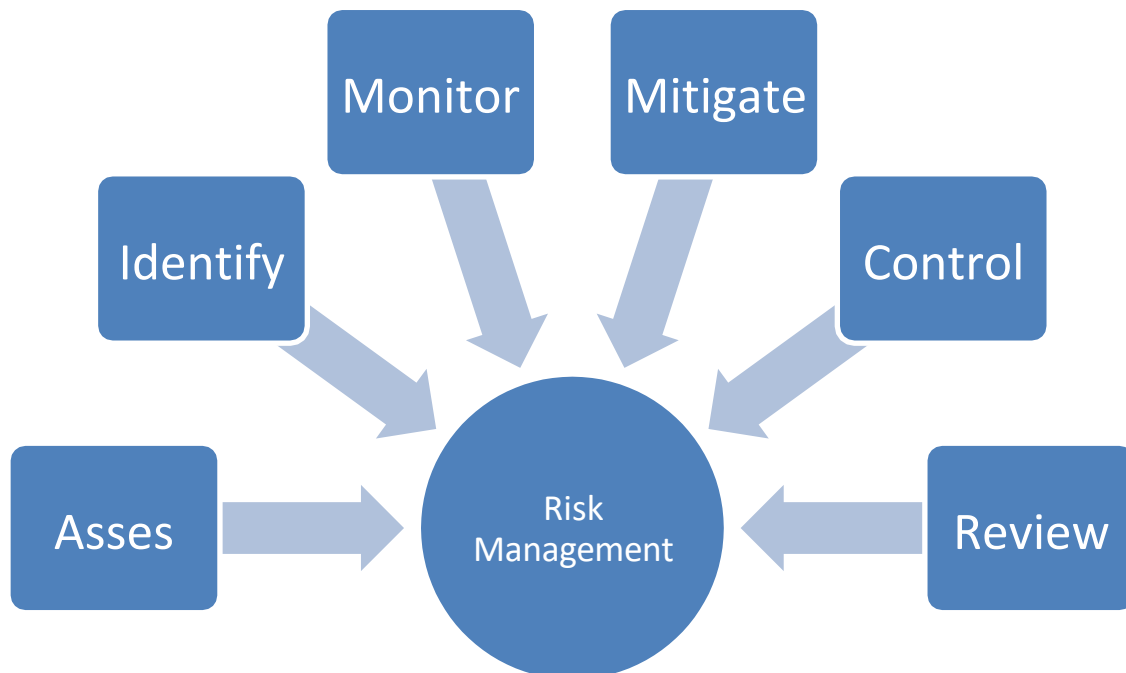 Monitor
Mitigate
Identify
Control
Asses
Risk
Management
Review